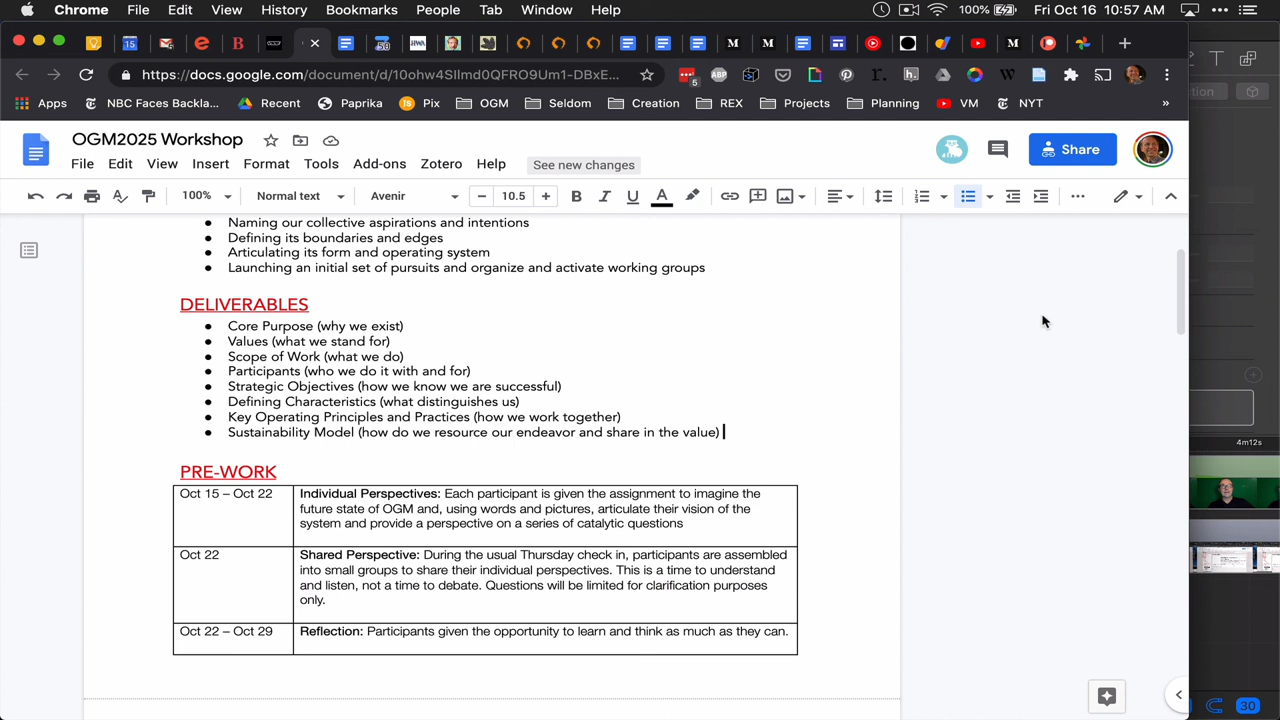 Chrome File Edit View History Bookmarks People Tab Window Help 100% Fri Oct 16 10:57 AM
https://docs.google.com/document/d/10ohw4SIlmd0QFRO9Um1-DBxE...
Apps NBC Faces Backla... Recent Paprika Pix OGM Seldom Creation REX Projects Planning VM NYT »
OGM2025 Workshop
Share
File Edit View Insert Format Tools Add-ons Zotero Help See new changes
100% Normal text Avenir 10.5
Naming our collective aspirations and intentions
Defining its boundaries and edges
Articulating its form and operating system
Launching an initial set of pursuits and organize and activate working groups
DELIVERABLES
Core Purpose (why we exist)
Values (what we stand for)
Scope of Work (what we do)
Participants (who we do it with and for)
Strategic Objectives (how we know we are successful)
Defining Characteristics (what distinguishes us)
Key Operating Principles and Practices (how we work together)
Sustainability Model (how do we resource our endeavor and share in the value)
PRE-WORK
Oct 15 – Oct 22 Individual Perspectives: Each participant is given the assignment to imagine the
future state of OGM and, using words and pictures, articulate their vision of the
system and provide a perspective on a series of catalytic questions
Oct 22 Shared Perspective: During the usual Thursday check in, participants are assembled
into small groups to share their individual perspectives. This is a time to understand
and listen, not a time to debate. Questions will be limited for clarification purposes
only.
Oct 22 – Oct 29 Reflection: Participants given the opportunity to learn and think as much as they can.
4m12s
30